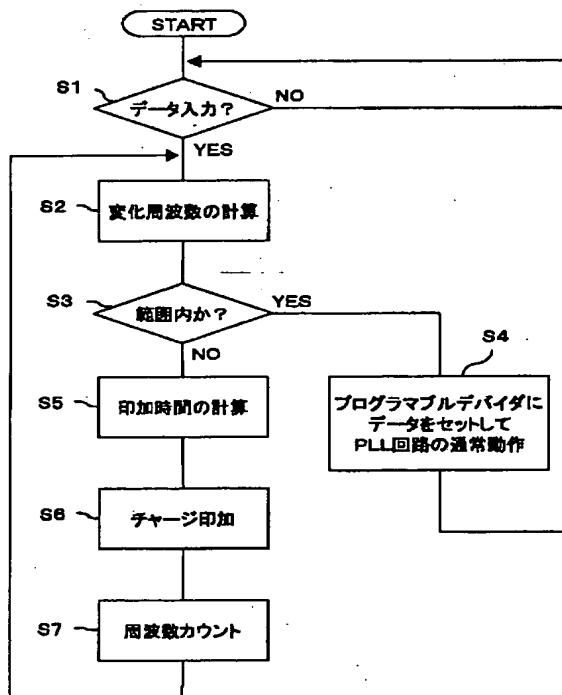 START
S1
データ入力？
NO
YES
S2
変化周波数の計算
S3
範囲内か？
YES
NO
S4
プログラマブルデバイダに
データをセットして
PLL回路の通常動作
S5
印加時間の計算
S6
チャージ印加
S7
周波数カウント